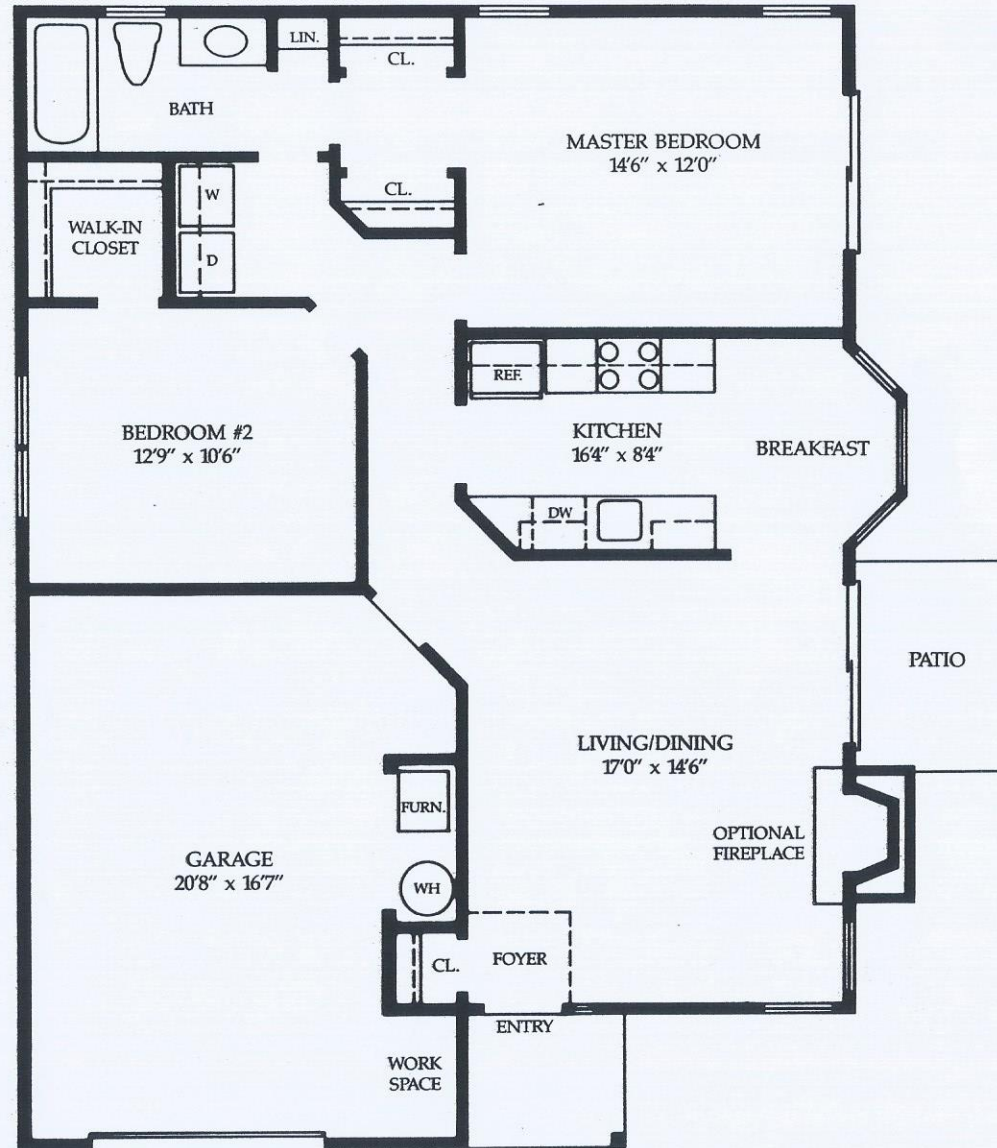 LIN.
CL.
BATH
MASTER BEDROOM
14'6" x 12'0"
CL.
W
WALK-IN
CLOSET
D
REF.
BEDROOM #2
12'9" x 10'6"
KITCHEN
16'4" x 8'4"
BREAKFAST
DW
PATIO
LIVING/DINING
17'0" x 14'6"
FURN.
OPTIONAL
FIREPLACE
GARAGE
20'8" x 16'7"
WH
CL.
FOYER
ENTRY
WORK
SPACE